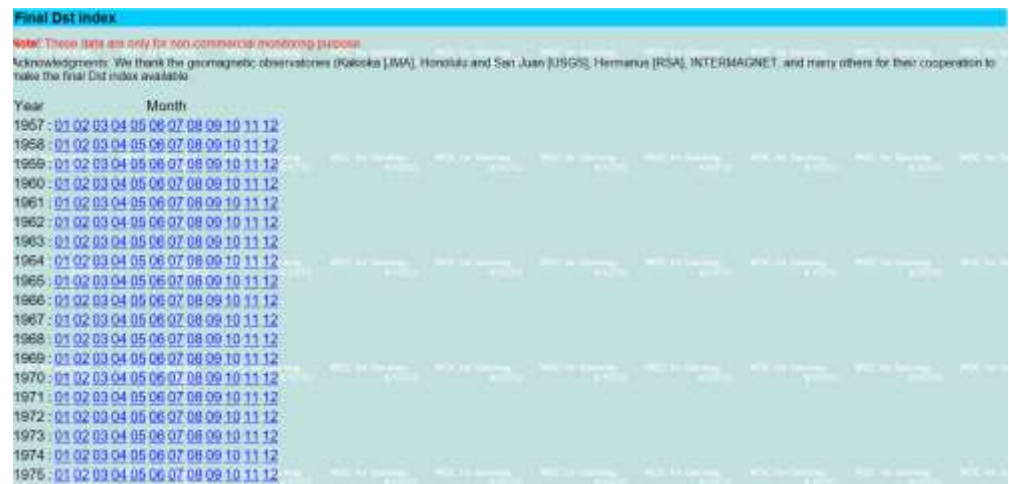 Final Dst index
Note! These data are only for non-commercial monitoring purpose.
Acknowledgments: We thank the geomagnetic observatories (Kakioka [JMA], Honolulu and San Juan [USGS], Hermanus [RSA], INTERMAGNET, and many others for their cooperation to
make the final Dst index available.
Year Month
1957 : 01 02 03 04 05 06 07 08 09 10 11 12
1958 : 01 02 03 04 05 06 07 08 09 10 11 12
1959 : 01 02 03 04 05 06 07 08 09 10 11 12
1960 : 01 02 03 04 05 06 07 08 09 10 11 12
1961 : 01 02 03 04 05 06 07 08 09 10 11 12
1962 : 01 02 03 04 05 06 07 08 09 10 11 12
1963 : 01 02 03 04 05 06 07 08 09 10 11 12
1964 : 01 02 03 04 05 06 07 08 09 10 11 12
1965 : 01 02 03 04 05 06 07 08 09 10 11 12
1966 : 01 02 03 04 05 06 07 08 09 10 11 12
1967 : 01 02 03 04 05 06 07 08 09 10 11 12
1968 : 01 02 03 04 05 06 07 08 09 10 11 12
1969 : 01 02 03 04 05 06 07 08 09 10 11 12
1970 : 01 02 03 04 05 06 07 08 09 10 11 12
1971 : 01 02 03 04 05 06 07 08 09 10 11 12
1972 : 01 02 03 04 05 06 07 08 09 10 11 12
1973 : 01 02 03 04 05 06 07 08 09 10 11 12
1974 : 01 02 03 04 05 06 07 08 09 10 11 12
1975 : 01 02 03 04 05 06 07 08 09 10 11 12